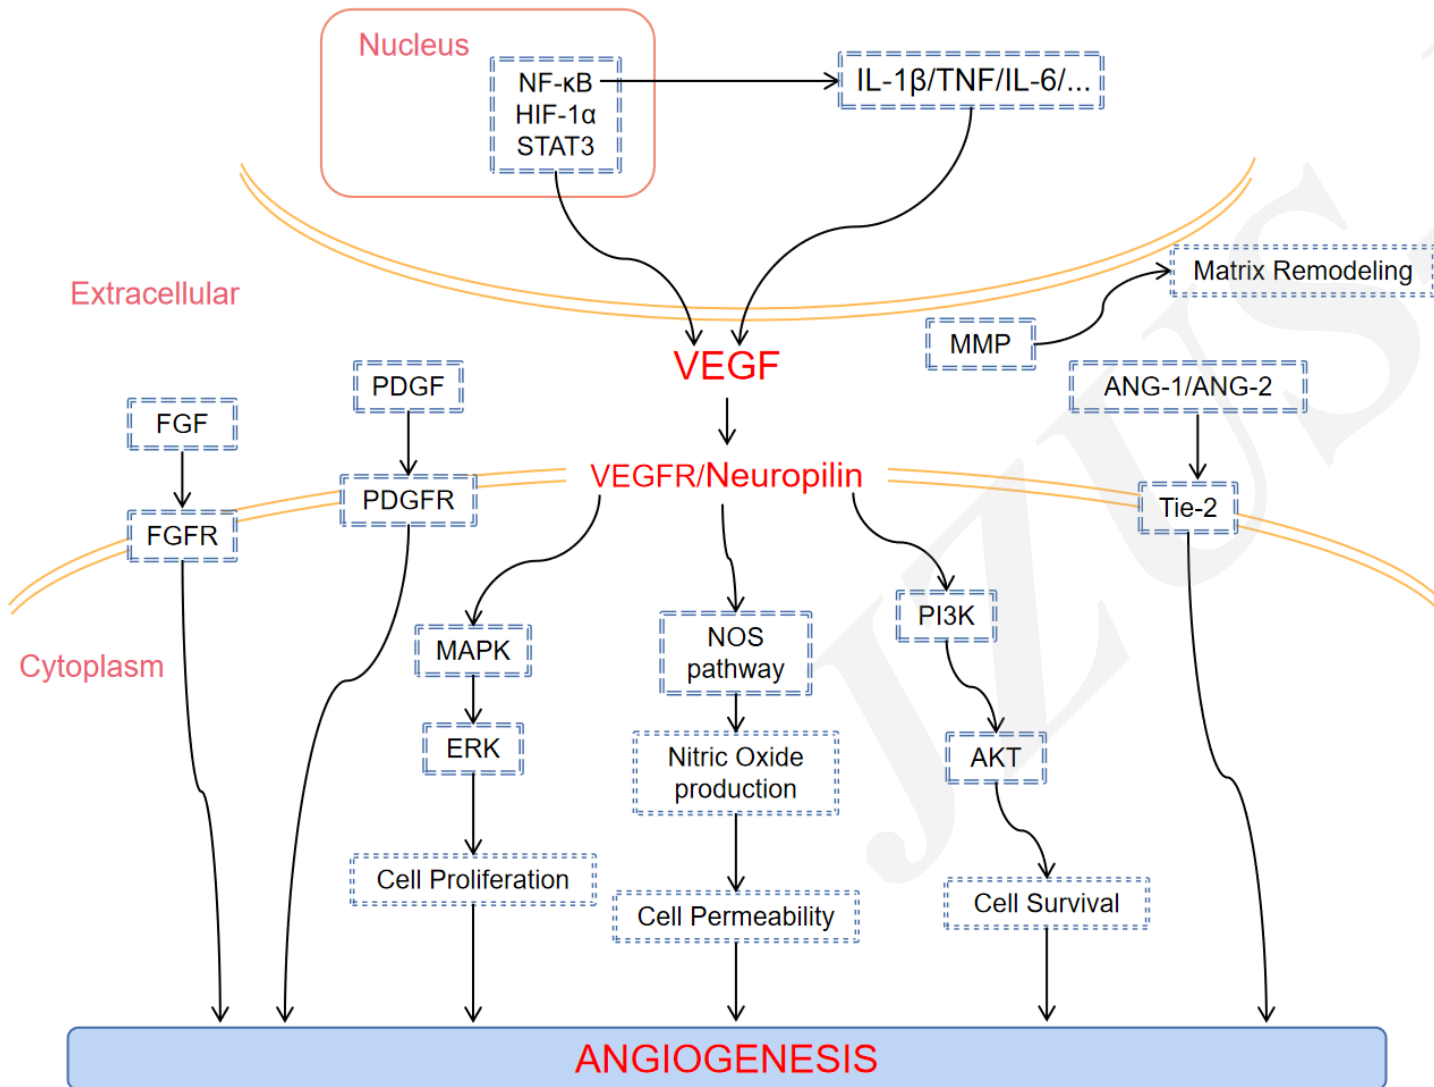 Nucleus
NF-κB
HIF-1α
STAT3
IL-1β/TNF/IL-6/...
Extracellular
Matrix Remodeling
MMP
VEGF
PDGF
ANG-1/ANG-2
FGF
VEGFR/Neuropilin
PDGFR
Tie-2
FGFR
Cytoplasm
MAPK
NOS
pathway
PI3K
ERK
Nitric Oxide
production
AKT
Cell Proliferation
Cell Permeability
Cell Survival
ANGIOGENESIS
JZUS